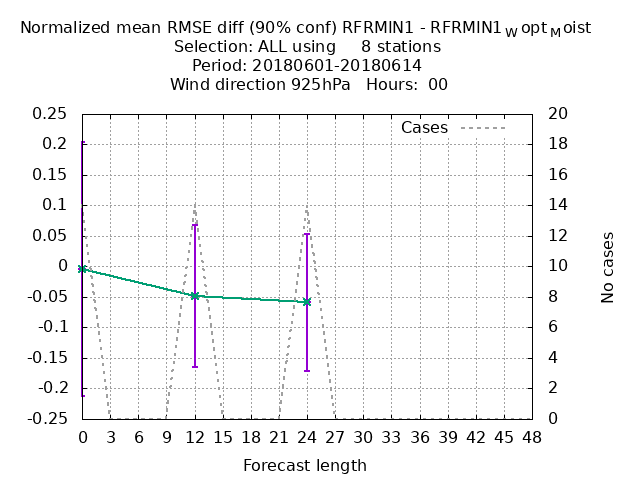 Normalized mean RMSE diff (90% conf) RFRMIN1 - RFRMIN1WoptMoist
Selection: ALL using     8 stations
Period: 20180601-20180614
Wind direction 925hPa   Hours:  00
Cases
0.25
0.2
0.15
0.1
0.05
0
-0.05
-0.1
-0.15
-0.2
-0.25
20
18
16
14
12
10
8
6
4
2
0
No cases
0 3 6 9 12 15 18 21 24 27 30 33 36 39 42 45 48
Forecast length